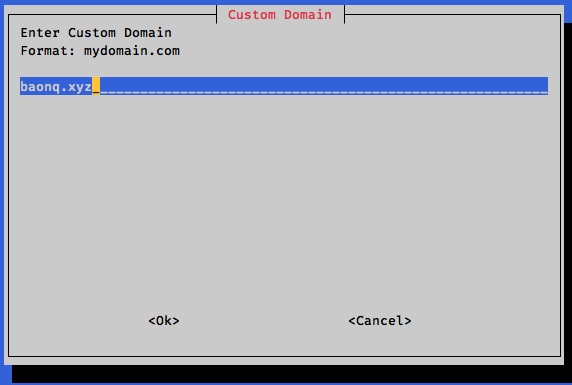 Custom Domain
Enter Custom Domain
Format: mydomain.com
baonq.xyz
<Ok> <Cancel>